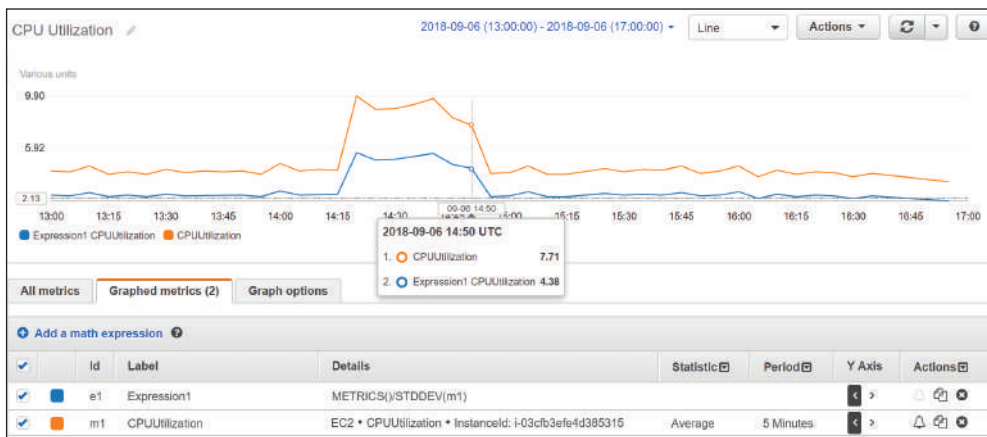 CPU Utilization
2018-09-06 (13:00:00) - 2018-09-06 (17:00:00)
Line
Actions
Various units
9.90
5.92
2.13
09-06 14:50
13:00 13:15 13:30 13:45 14:00 14:15 14:30 15:00 15:15 15:30 15:45 16:00 16:15 16:30 16:45 17:00
Expression1 CPUUtilization CPUUtilization
2018-09-06 14:50 UTC
1. CPUUtilization 7.71
2. Expression1 CPUUtilization 4.38
All metrics Graphed metrics (2) Graph options
Add a math expression
Id Label Details Statistic Period Y Axis Actions
e1 Expression1 METRICS()/STDDEV(m1)
m1 CPUUtilization EC2 • CPUUtilization • InstanceId: i-03cfb3efe4d385315 Average 5 Minutes